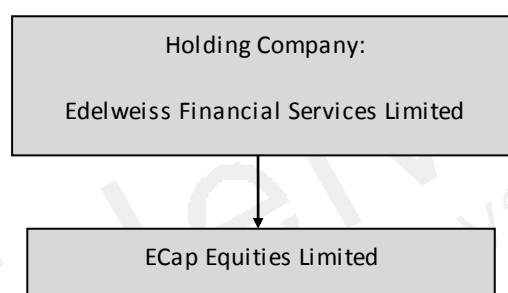 Holding Company:
Edelweiss Financial Services Limited
ECap Equities Limited